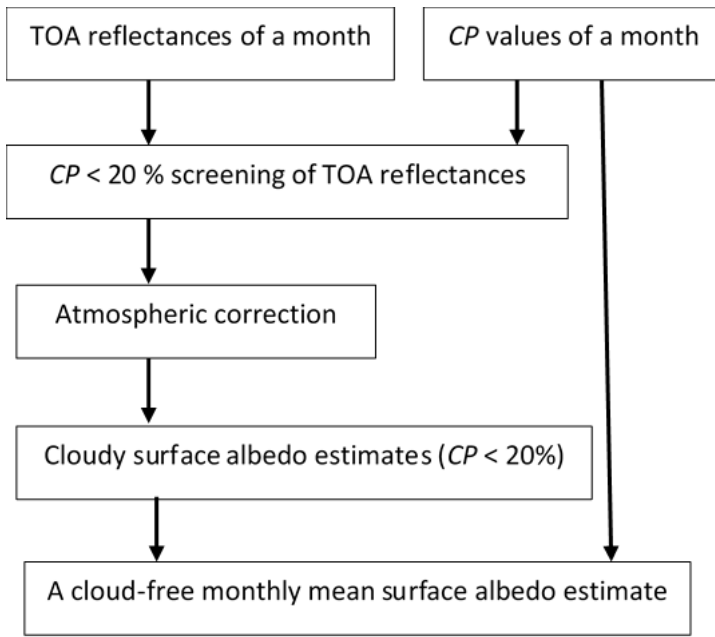 TOA reflectances of a month
CP values of a month
CP < 20 % screening of TOA reflectances
Atmospheric correction
Cloudy surface albedo estimates (CP < 20%)
A cloud-free monthly mean surface albedo estimate